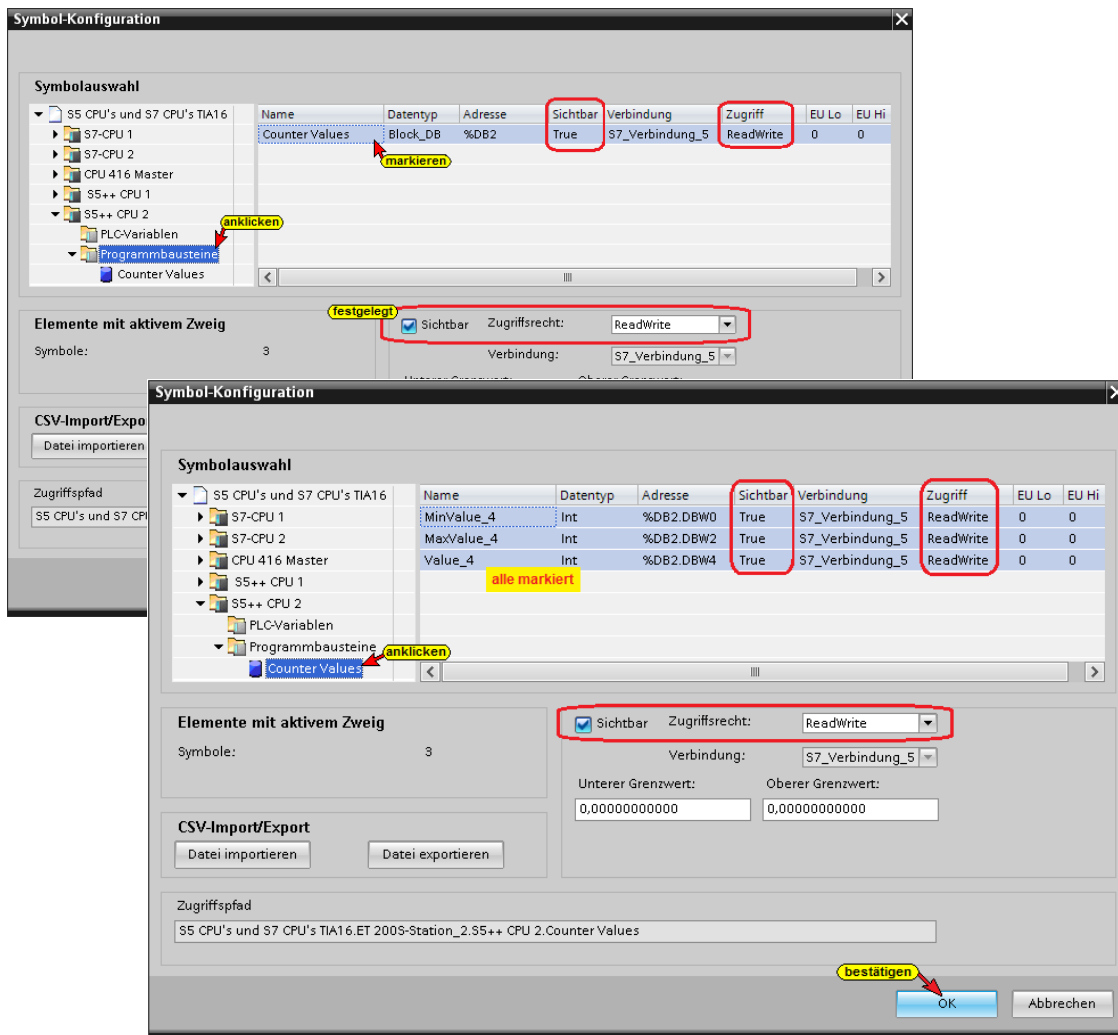 Symbol-Konfiguration
Symbolauswahl
S5 CPU's und S7 CPU's TIA16
S7-CPU 1
S7-CPU 2
CPU 416 Master
S5++ CPU 1
S5++ CPU 2
PLC-Variablen
Programmbausteine
Counter Values
Name Datentyp Adresse Sichtbar Verbindung Zugriff EU Lo EU Hi
Counter Values Block_DB %DB2 True S7_Verbindung_5 ReadWrite 0 0
markieren
anklicken
festgelegt
Elemente mit aktivem Zweig
Symbole: 3
Sichtbar Zugriffsrecht: ReadWrite
Verbindung: S7_Verbindung_5
CSV-Import/Expo
Datei importieren
Zugriffspfad
S5 CPU's und S7 CP
Symbol-Konfiguration
Symbolauswahl
S5 CPU's und S7 CPU's TIA16
S7-CPU 1
S7-CPU 2
CPU 416 Master
S5++ CPU 1
S5++ CPU 2
PLC-Variablen
Programmbausteine
Counter Values
anklicken
Name Datentyp Adresse Sichtbar Verbindung Zugriff EU Lo EU Hi
MinValue_4 Int %DB2.DBW0 True S7_Verbindung_5 ReadWrite 0 0
MaxValue_4 Int %DB2.DBW2 True S7_Verbindung_5 ReadWrite 0 0
Value_4 Int %DB2.DBW4 True S7_Verbindung_5 ReadWrite 0 0
alle markiert
Elemente mit aktivem Zweig
Symbole: 3
Sichtbar Zugriffsrecht: ReadWrite
Verbindung: S7_Verbindung_5
Unterer Grenzwert: Oberer Grenzwert:
0,00000000000 0,00000000000
CSV-Import/Export
Datei importieren Datei exportieren
Zugriffspfad
S5 CPU's und S7 CPU's TIA16.ET 200S-Station_2.S5++ CPU 2.Counter Values
bestätigen
OK Abbrechen